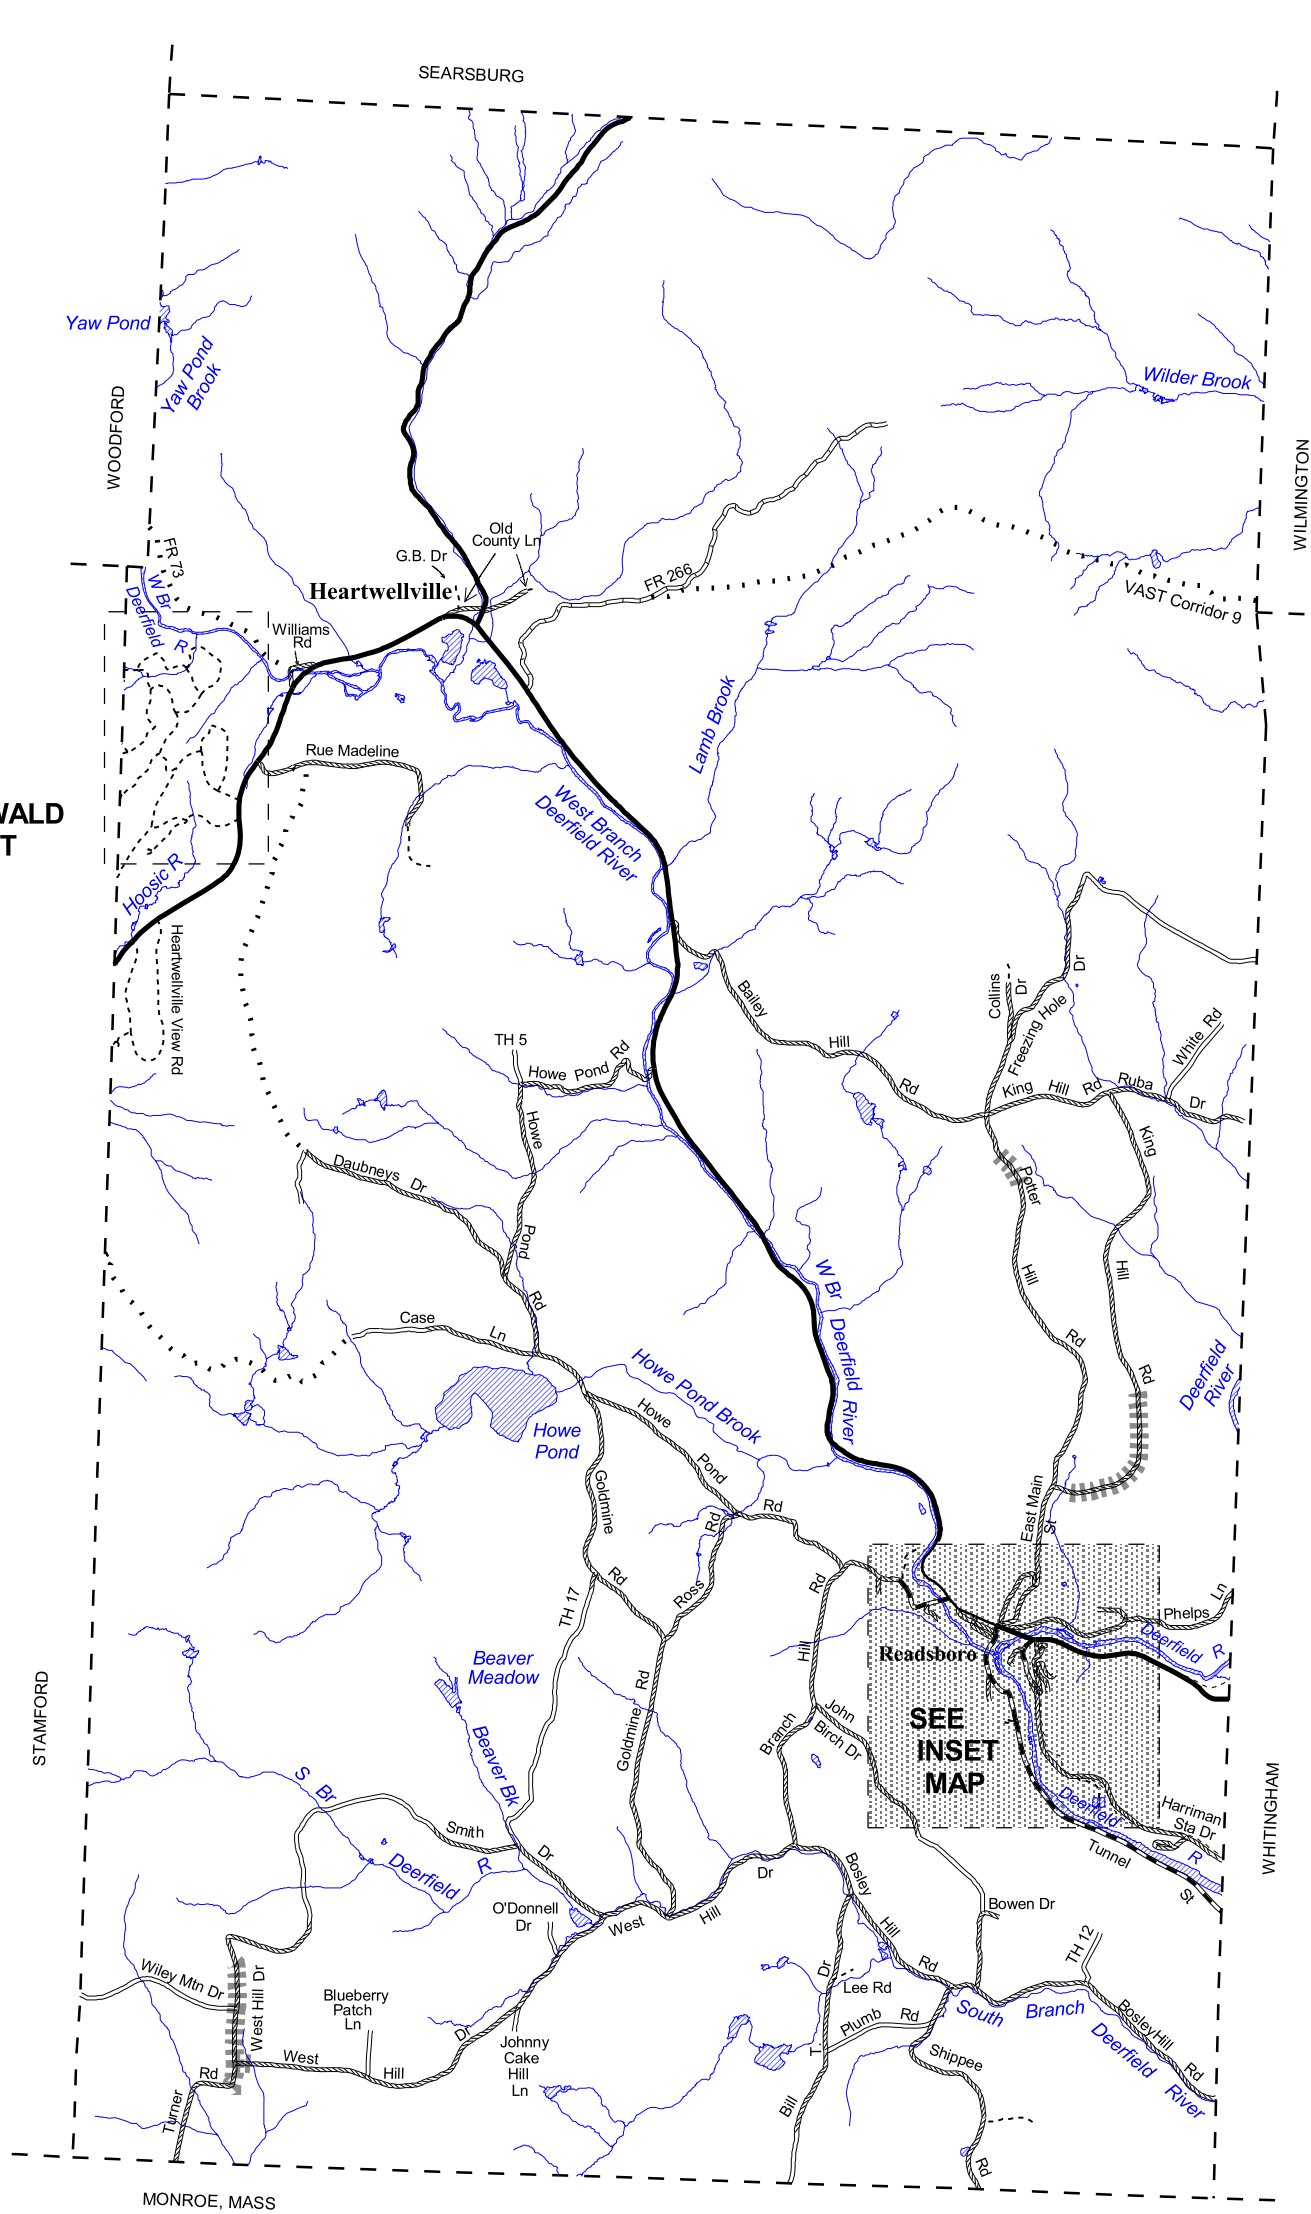 SEARSBURG
Yaw Pond
Yaw Pond
Brook
WOODFORD
Wilder Brook
WILMINGTON
FR 73
W Br
Deerfield
R
G.B. Dr
Old
County Ln
Heartwellville
FR 266
VAST Corridor 9
Williams
Rd
Lamb Brook
Rue Madeline
WALD
T
West Branch
Deerfield River
Hoosic R
Heartwellville View Rd
Bailey
Hill
Rd
Collins
Dr
Freezing Hole
Dr
White Rd
TH 5
Howe Pond Rd
King Hill Rd
Ruba
Dr
Howe
Pond
Rd
Daubneys Dr
Potter
Hill
Rd
King
Hill
Rd
W Br Deerfield River
Case
Ln
Howe Pond Brook
Deerfield
River
Howe
Pond
Howe
Pond
Rd
Goldmine
Rd
East Main
St
Ross
Rd
TH 17
Rd
Hill
Branch
Phelps
Ln
Deerfield
R
Readsboro
SEE
INSET
MAP
Beaver
Meadow
Beaver Bk
Goldmine
Rd
John
Birch Dr
STAMFORD
WHITINGHAM
S Br
Deerfield
R
Smith
Dr
Deerfield
R
Harriman
Sta Dr
Tunnel
St
O'Donnell
Dr
West
Hill
Dr
Bosley
Hill
Rd
Bowen Dr
TH 12
Wiley Mtn Dr
West Hill Dr
Blueberry
Patch
Ln
Dr
Lee Rd
Plumb
Rd
South Branch
Deerfield River
BosleyHill
Rd
West
Hill
Dr
Johnny
Cake
Hill
Ln
T.
Bill
Shippee
Rd
Rd
Turner
MONROE, MASS